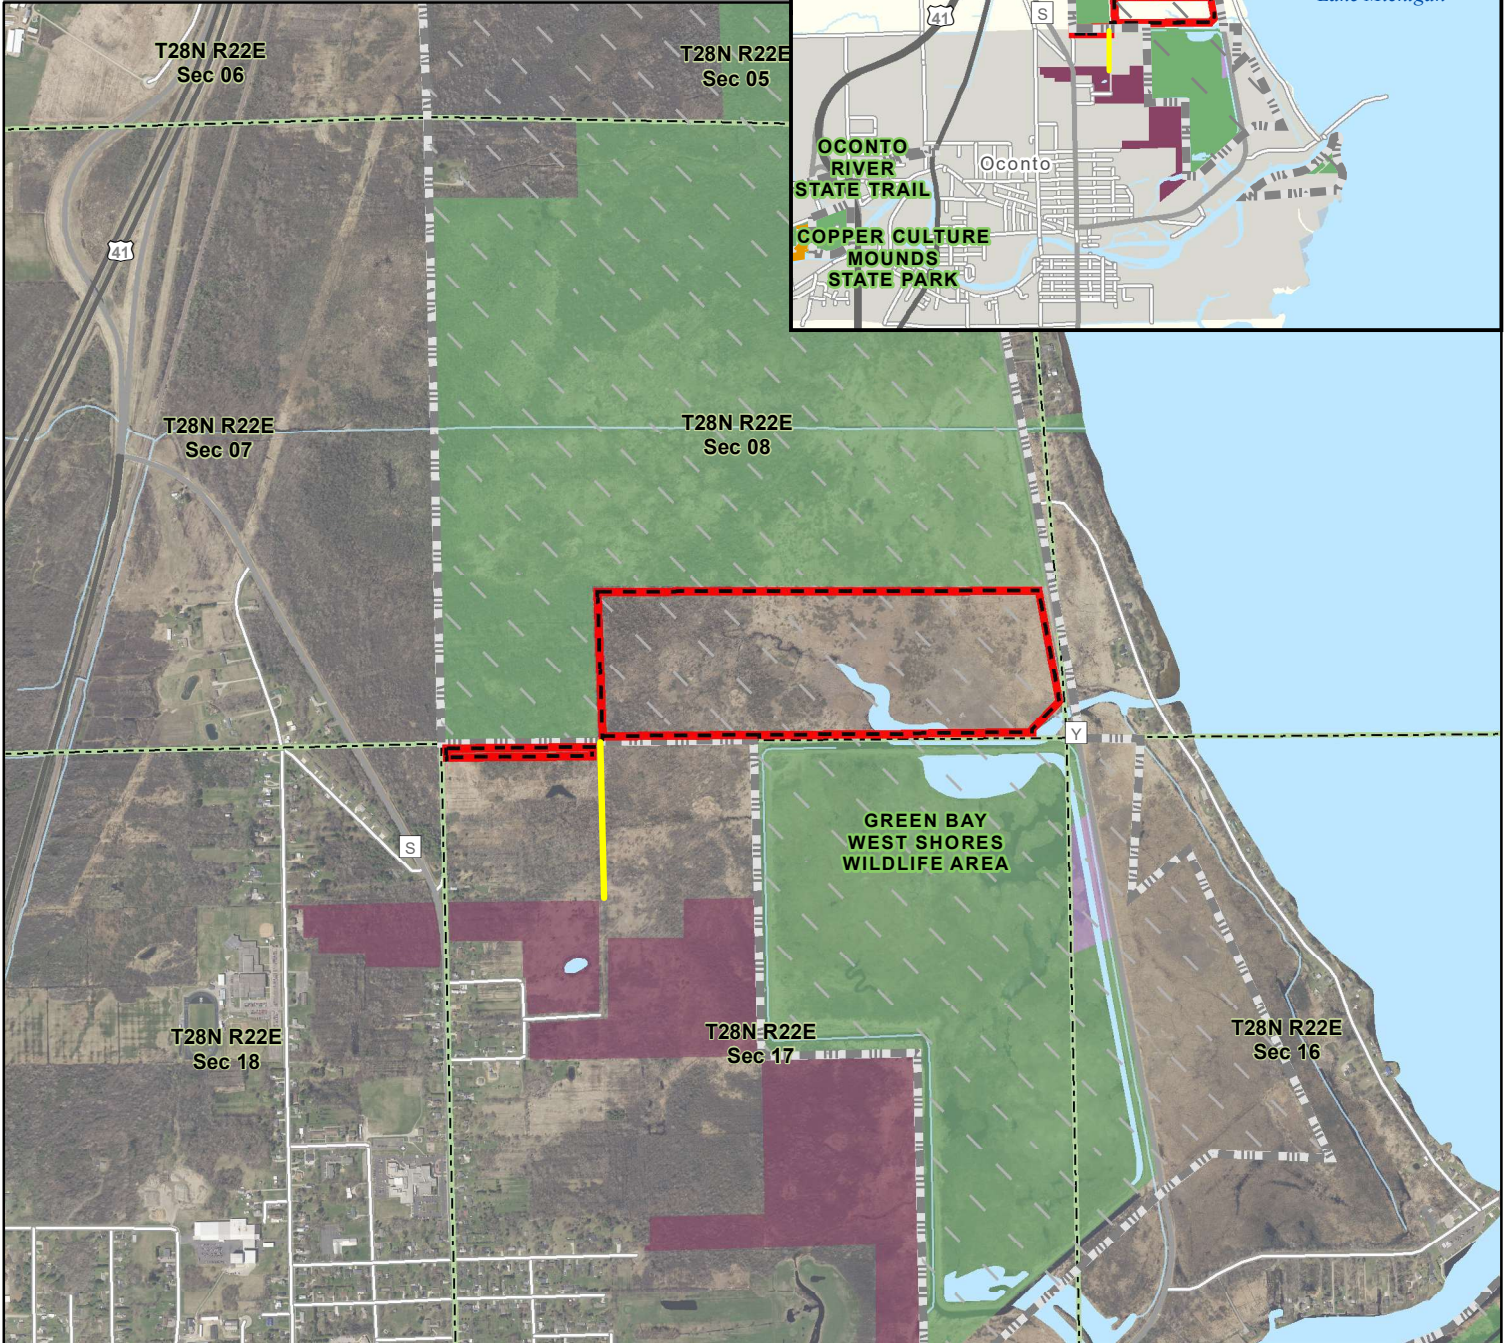 T28N R22E
Sec 06
T28N R22E
Sec 05
41
S
Lake Michigan
OCONTO
RIVER
STATE TRAIL
Oconto
COPPER CULTURE
MOUNDS
STATE PARK
41
T28N R22E
Sec 07
T28N R22E
Sec 08
Y
S
GREEN BAY
WEST SHORES
WILDLIFE AREA
T28N R22E
Sec 18
T28N R22E
Sec 17
T28N R22E
Sec 16